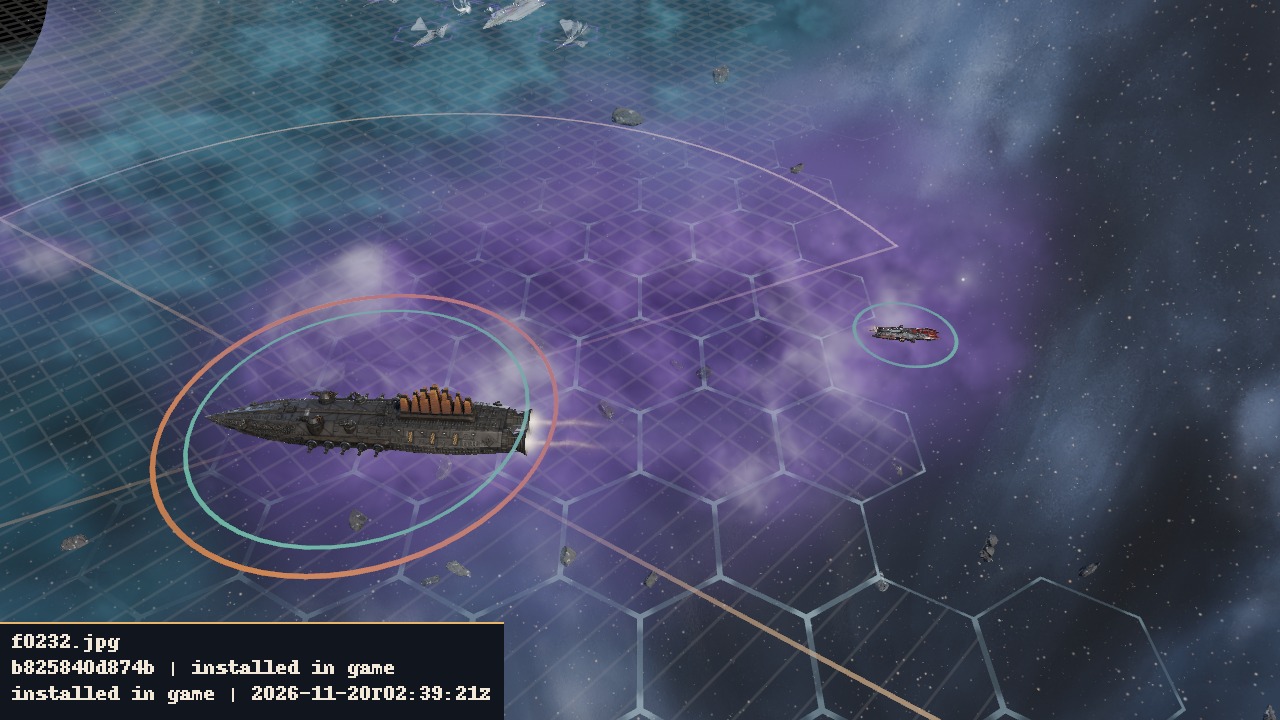 f0232.jpg
b825840d874b | installed in game
installed in game | 2026-11-20T02:39:21Z